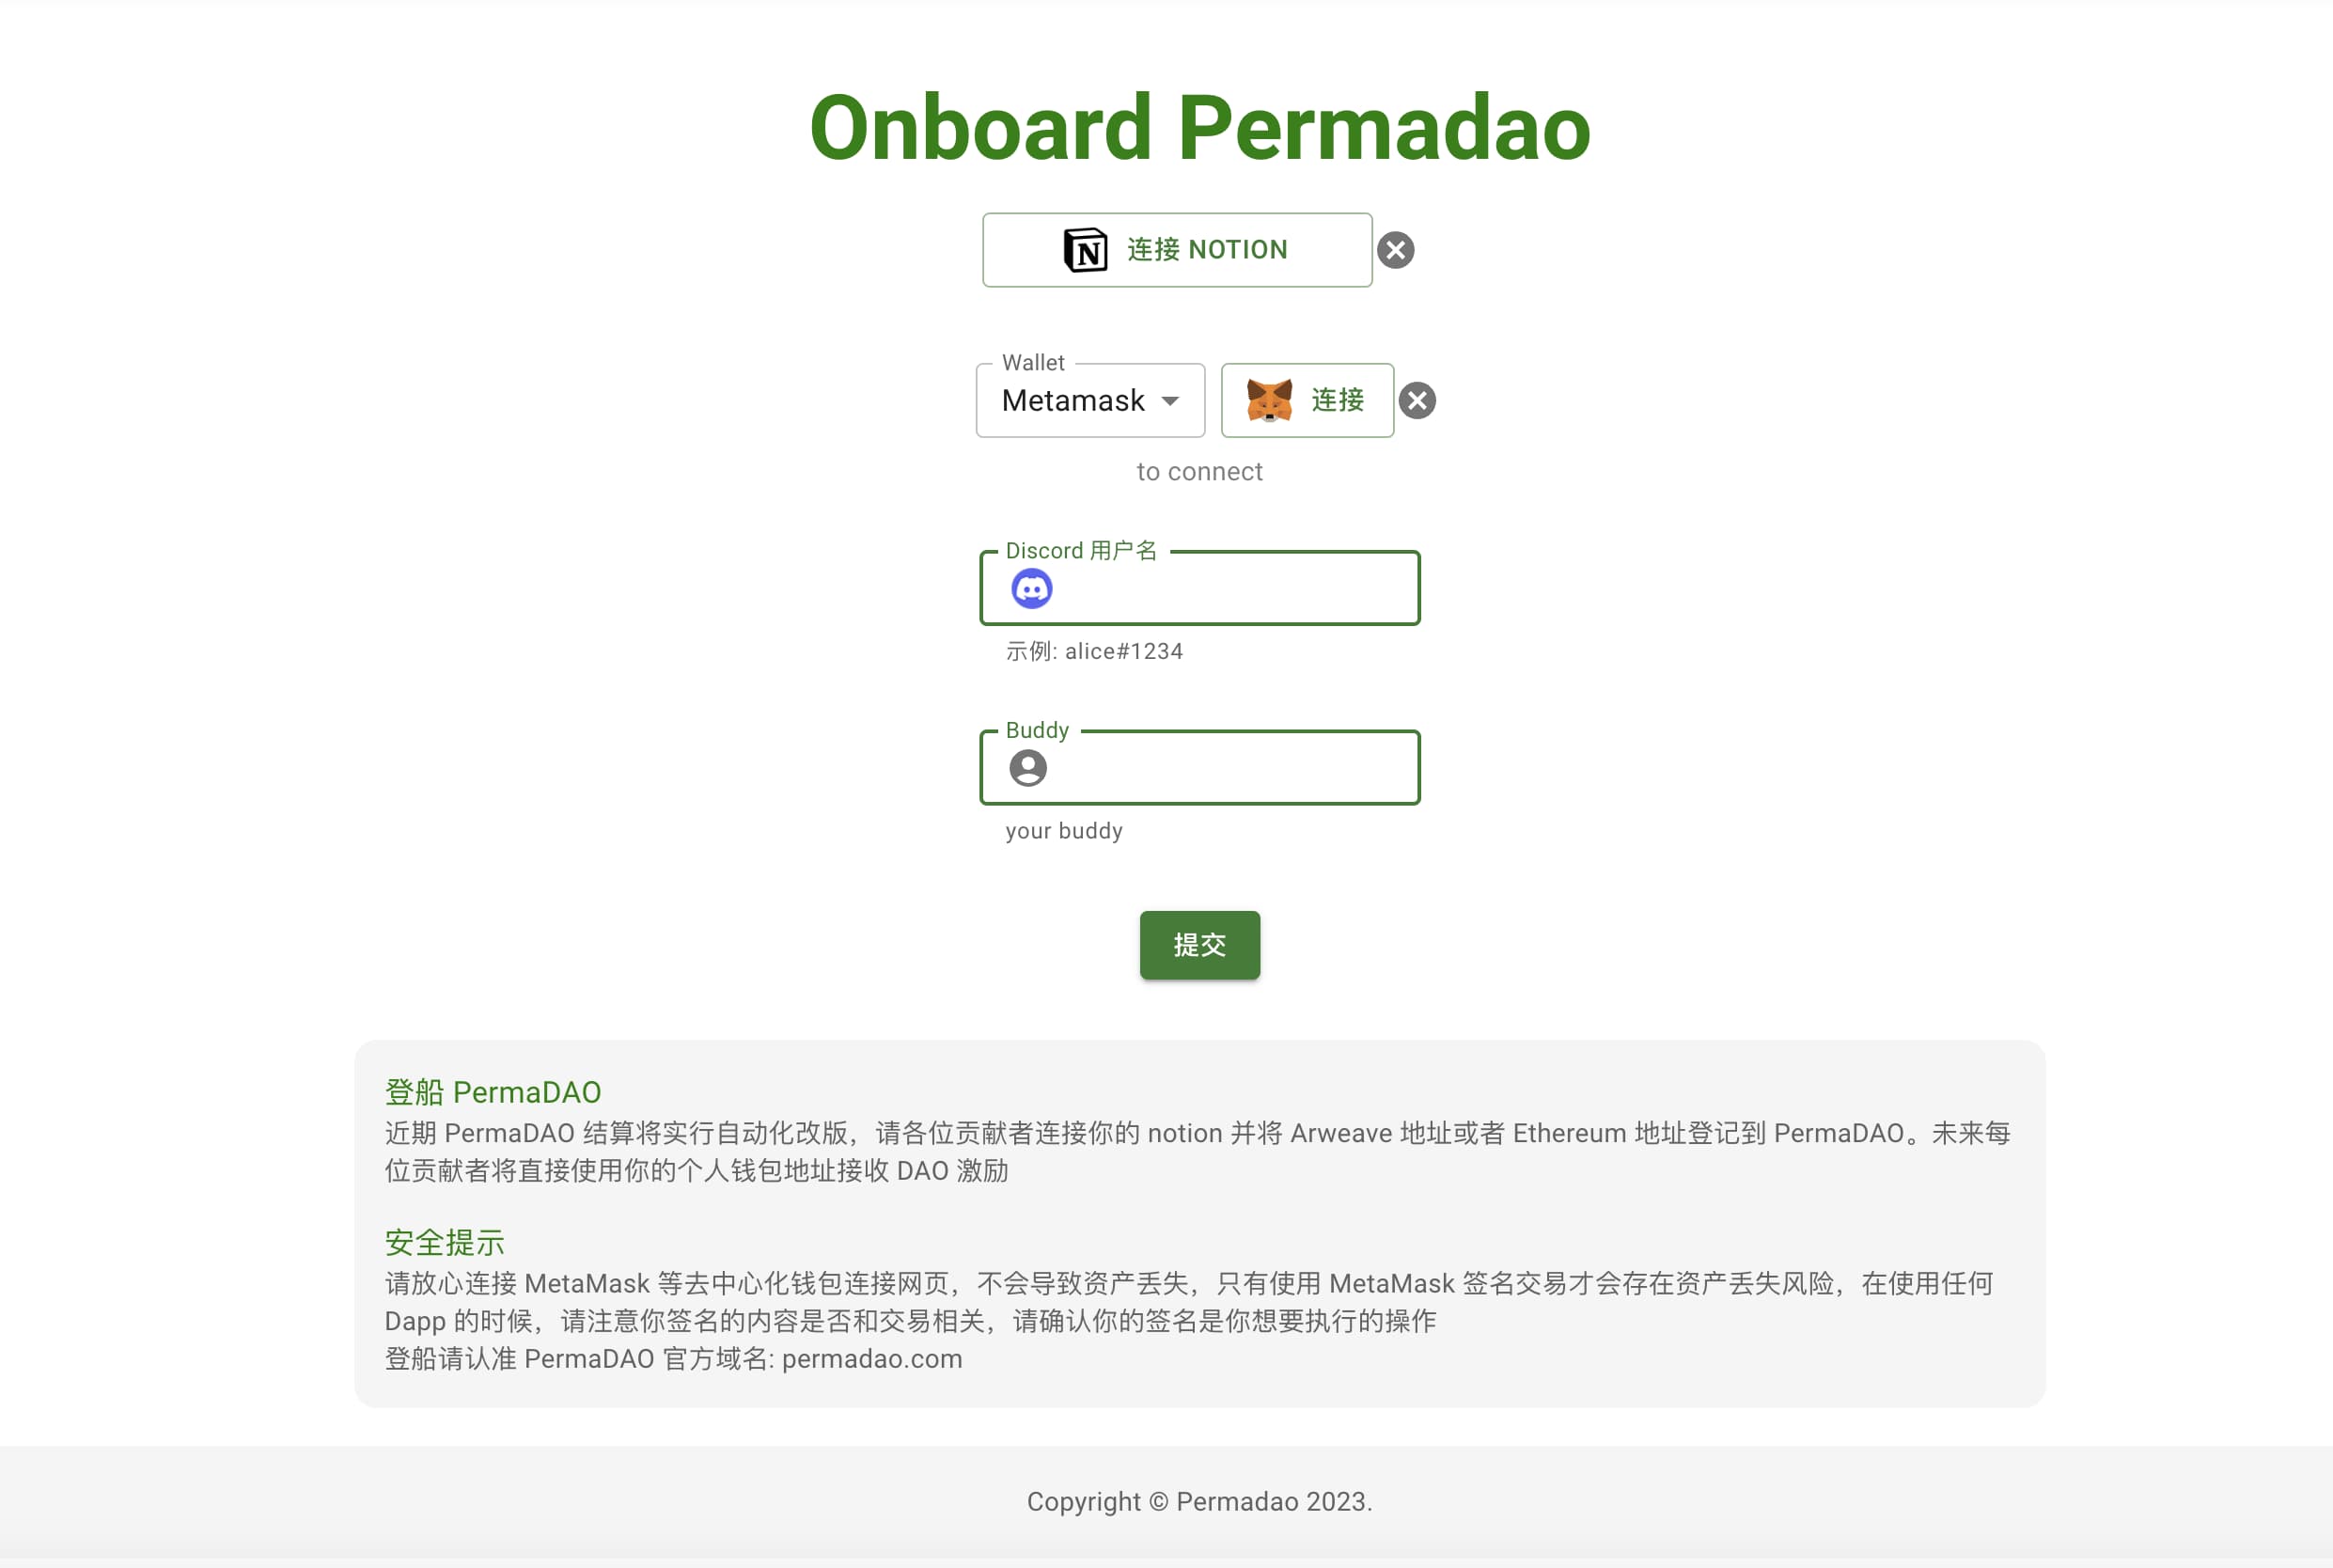 Onboard Permadao
N 连接 NOTION
Wallet
Metamask
连接
to connect
Discord 用户名
示例: alice#1234
Buddy
your buddy
提交
登船 PermaDAO
近期 PermaDAO 结算将实行自动化改版，请各位贡献者连接你的 notion 并将 Arweave 地址或者 Ethereum 地址登记到 PermaDAO。未来每
位贡献者将直接使用你的个人钱包地址接收 DAO 激励
安全提示
请放心连接 MetaMask 等去中心化钱包连接网页，不会导致资产丢失，只有使用 MetaMask 签名交易才会存在资产丢失风险，在使用任何
Dapp 的时候，请注意你签名的内容是否和交易相关，请确认你的签名是你想要执行的操作
登船请认准 PermaDAO 官方域名: permadao.com
Copyright © Permadao 2023.